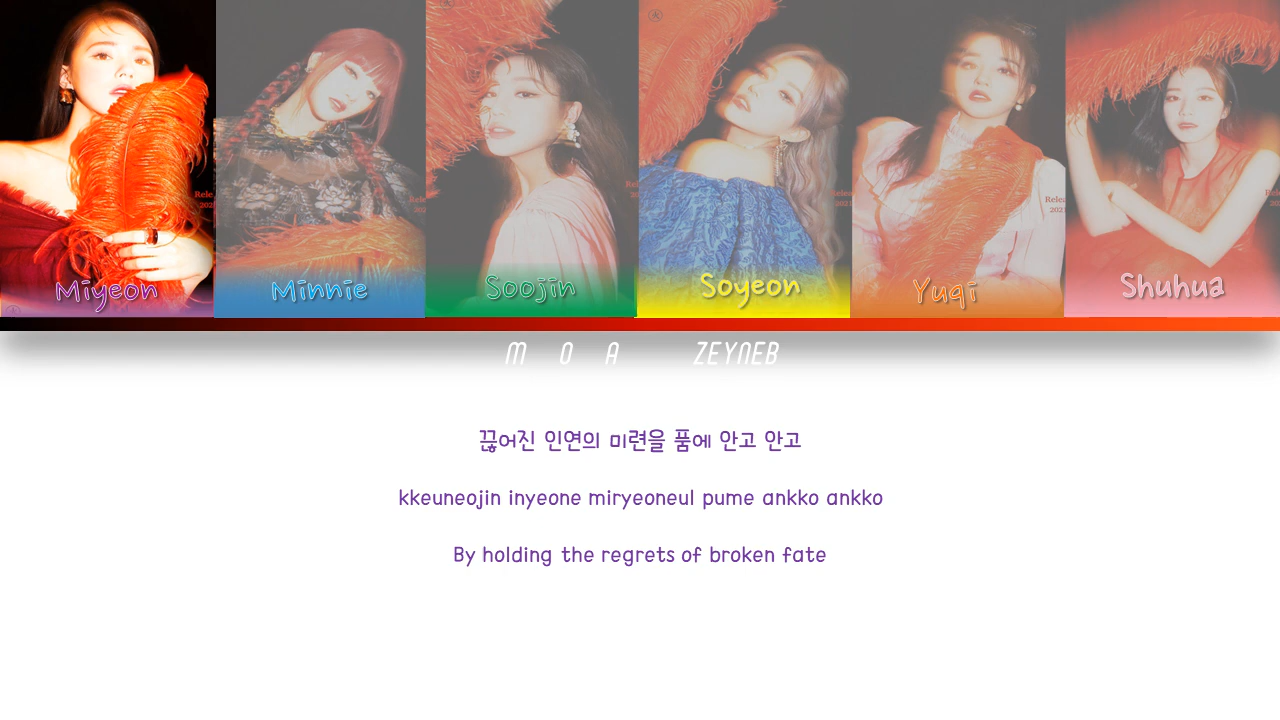 Miyeon Minnie Soojin Soyeon Yuqi Shuhua
M O A ZEYNEB
끊어진 인연의 미련을 품에 안고 안고
kkeuneojin inyeone miryeoneul pume ankko ankko
By holding the regrets of broken fate